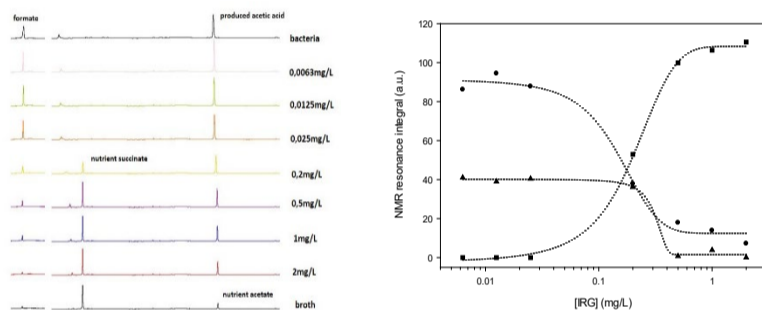 formate
produced acetic acid
bacteria
0,0063mg/L
0,0125mg/L
0,025mg/L
nutrient succinate
0,2mg/L
0,5mg/L
1mg/L
2mg/L
nutrient acetate
broth
NMR resonance integral (a.u.)
120
100
80
60
40
20
0
0.01
0.1
1
[IRG] (mg/L)